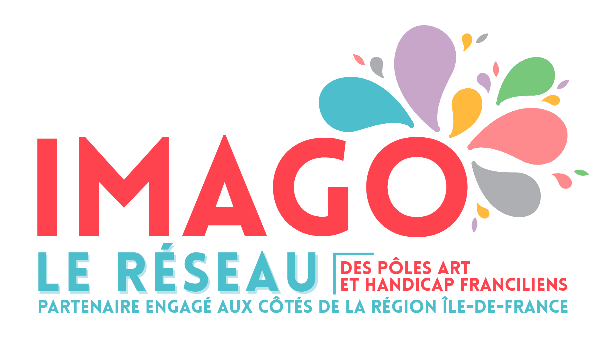 IMAGO
LE RÉSEAU
DES PÔLES ART
ET HANDICAP FRANCILIENS
PARTENAIRE ENGAGÉ AUX CÔTÉS DE LA RÉGION ÎLE-DE-FRANCE